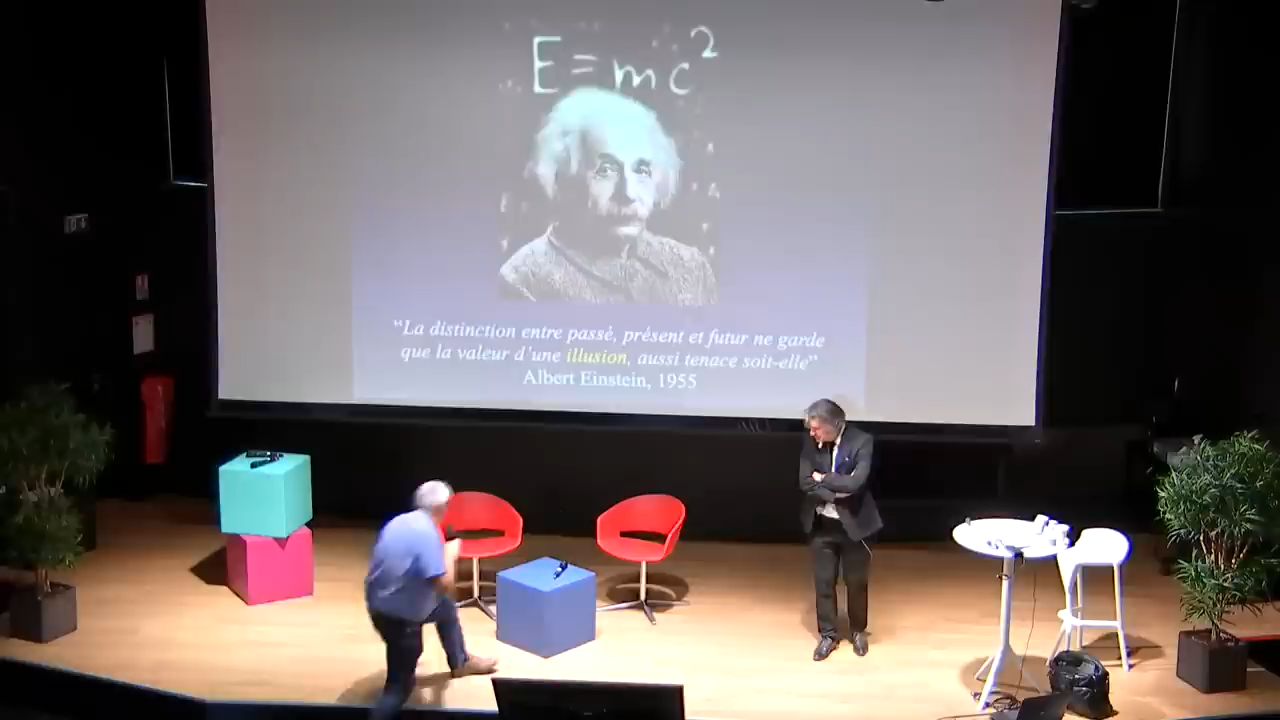 E = mc²
“La distinction entre passé, présent et futur ne garde
que la valeur d’une illusion, aussi tenace soit-elle”
Albert Einstein, 1955